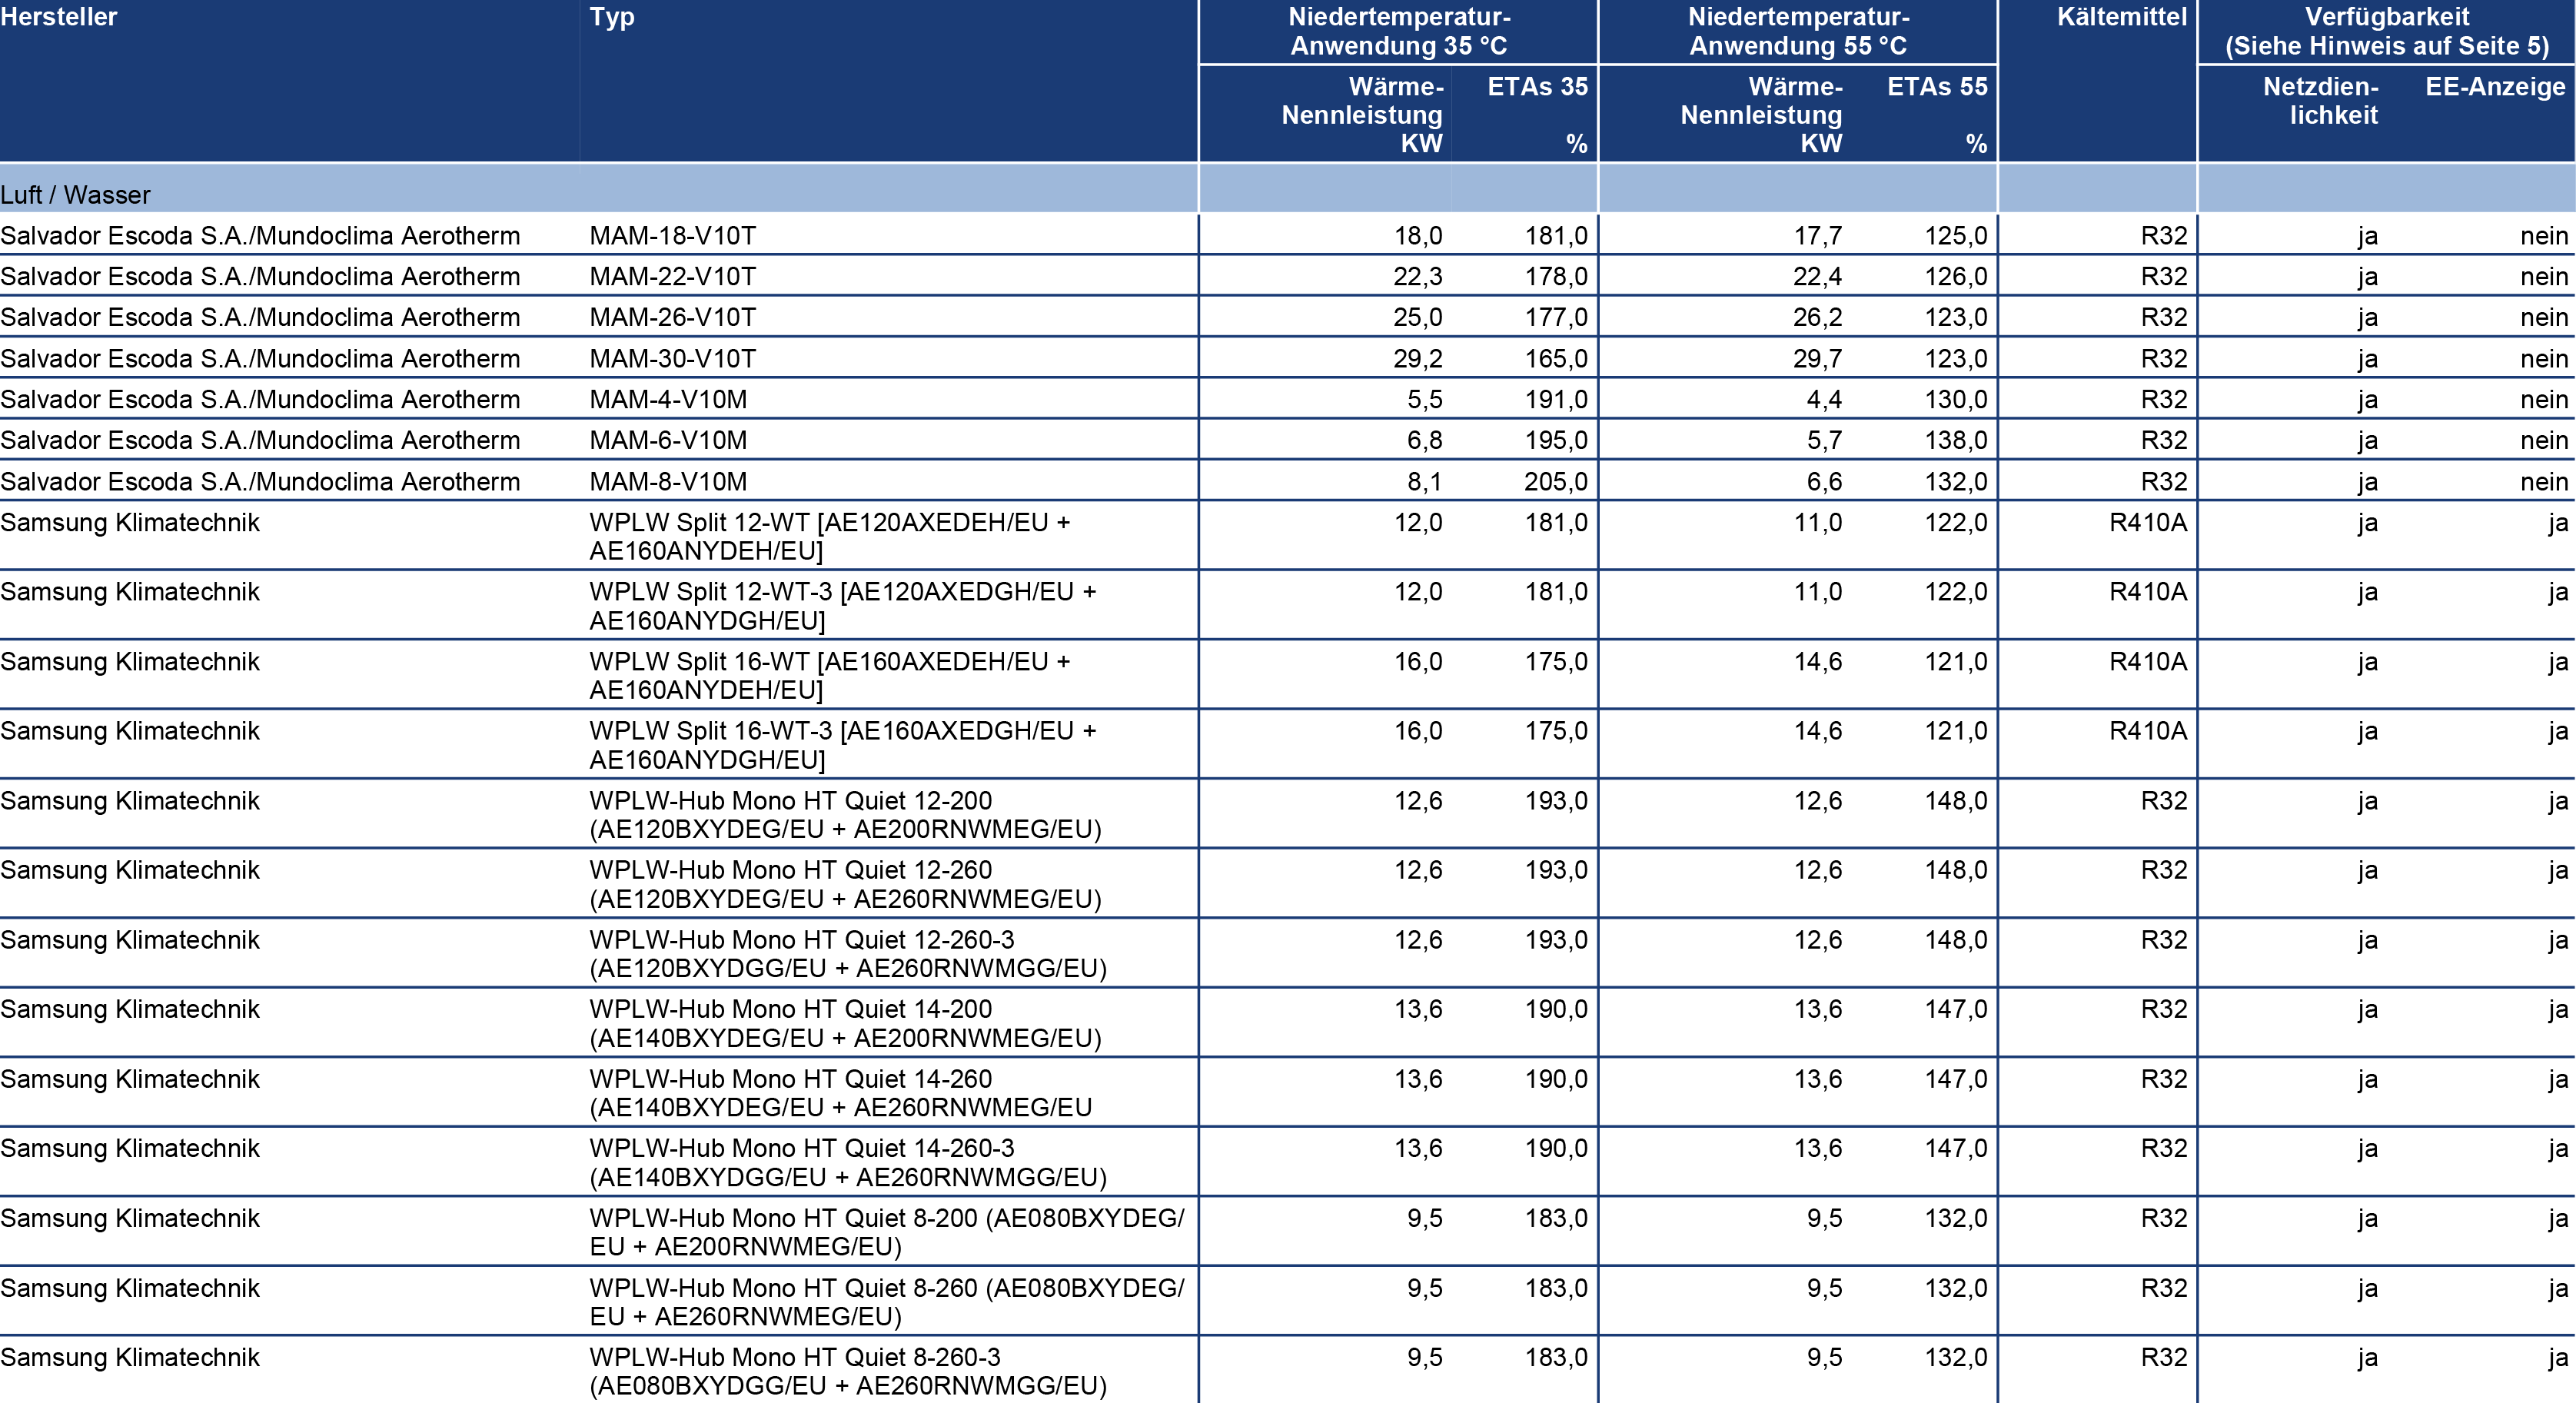 Hersteller Typ Niedertemperatur- Niedertemperatur- Kältemittel Verfügbarkeit
Anwendung 35 °C Anwendung 55 °C (Siehe Hinweis auf Seite 5)
Wärme- ETAs 35 Wärme- ETAs 55 Netzdien- EE-Anzeige
Nennleistung Nennleistung lichkeit
KW % KW %
Luft / Wasser
Salvador Escoda S.A./Mundoclima Aerotherm MAM-18-V10T 18,0 181,0 17,7 125,0 R32 ja nein
Salvador Escoda S.A./Mundoclima Aerotherm MAM-22-V10T 22,3 178,0 22,4 126,0 R32 ja nein
Salvador Escoda S.A./Mundoclima Aerotherm MAM-26-V10T 25,0 177,0 26,2 123,0 R32 ja nein
Salvador Escoda S.A./Mundoclima Aerotherm MAM-30-V10T 29,2 165,0 29,7 123,0 R32 ja nein
Salvador Escoda S.A./Mundoclima Aerotherm MAM-4-V10M 5,5 191,0 4,4 130,0 R32 ja nein
Salvador Escoda S.A./Mundoclima Aerotherm MAM-6-V10M 6,8 195,0 5,7 138,0 R32 ja nein
Salvador Escoda S.A./Mundoclima Aerotherm MAM-8-V10M 8,1 205,0 6,6 132,0 R32 ja nein
Samsung Klimatechnik WPLW Split 12-WT [AE120AXEDEH/EU + 12,0 181,0 11,0 122,0 R410A ja ja
AE160ANYDEH/EU]
Samsung Klimatechnik WPLW Split 12-WT-3 [AE120AXEDGH/EU + 12,0 181,0 11,0 122,0 R410A ja ja
AE160ANYDGH/EU]
Samsung Klimatechnik WPLW Split 16-WT [AE160AXEDEH/EU + 16,0 175,0 14,6 121,0 R410A ja ja
AE160ANYDEH/EU]
Samsung Klimatechnik WPLW Split 16-WT-3 [AE160AXEDGH/EU + 16,0 175,0 14,6 121,0 R410A ja ja
AE160ANYDGH/EU]
Samsung Klimatechnik WPLW-Hub Mono HT Quiet 12-200 12,6 193,0 12,6 148,0 R32 ja ja
(AE120BXYDEG/EU + AE200RNWMEG/EU)
Samsung Klimatechnik WPLW-Hub Mono HT Quiet 12-260 12,6 193,0 12,6 148,0 R32 ja ja
(AE120BXYDEG/EU + AE260RNWMEG/EU)
Samsung Klimatechnik WPLW-Hub Mono HT Quiet 12-260-3 12,6 193,0 12,6 148,0 R32 ja ja
(AE120BXYDGG/EU + AE260RNWMGG/EU)
Samsung Klimatechnik WPLW-Hub Mono HT Quiet 14-200 13,6 190,0 13,6 147,0 R32 ja ja
(AE140BXYDEG/EU + AE200RNWMEG/EU)
Samsung Klimatechnik WPLW-Hub Mono HT Quiet 14-260 13,6 190,0 13,6 147,0 R32 ja ja
(AE140BXYDEG/EU + AE260RNWMEG/EU
Samsung Klimatechnik WPLW-Hub Mono HT Quiet 14-260-3 13,6 190,0 13,6 147,0 R32 ja ja
(AE140BXYDGG/EU + AE260RNWMGG/EU)
Samsung Klimatechnik WPLW-Hub Mono HT Quiet 8-200 (AE080BXYDEG/ 9,5 183,0 9,5 132,0 R32 ja ja
EU + AE200RNWMEG/EU)
Samsung Klimatechnik WPLW-Hub Mono HT Quiet 8-260 (AE080BXYDEG/ 9,5 183,0 9,5 132,0 R32 ja ja
EU + AE260RNWMEG/EU)
Samsung Klimatechnik WPLW-Hub Mono HT Quiet 8-260-3 9,5 183,0 9,5 132,0 R32 ja ja
(AE080BXYDGG/EU + AE260RNWMGG/EU)